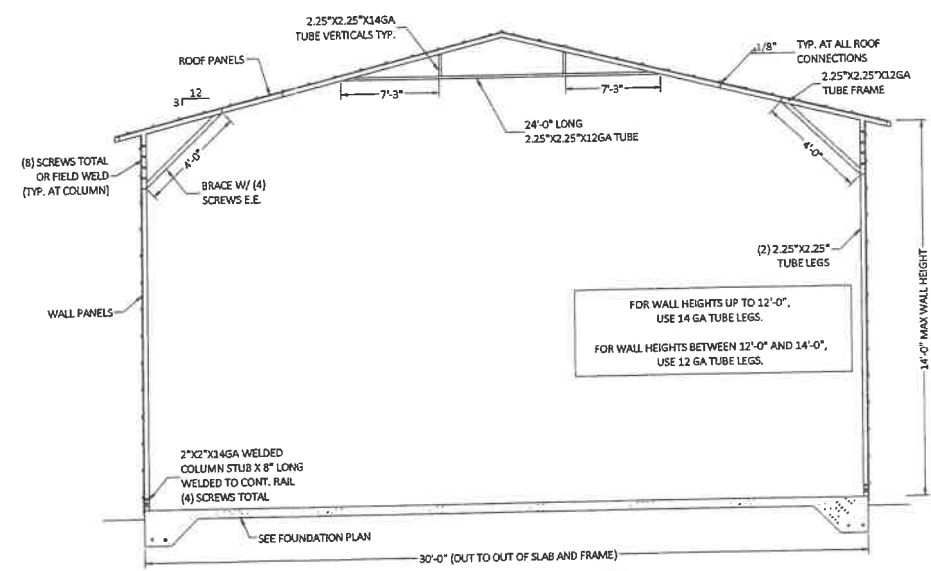 2.25"X2.25"X14GA
TUBE VERTICALS TYP.
ROOF PANELS
1/8"
TYP. AT ALL ROOF
CONNECTIONS
2.25"X2.25"X12GA
TUBE FRAME
12
3
7'-3"
7'-3"
24'-0" LONG
2.25"X2.25"X12GA TUBE
4'-0"
4'-0"
(8) SCREWS TOTAL
OR FIELD WELD
(TYP. AT COLUMN)
BRACE W/ (4)
SCREWS E.E.
(2) 2.25"X2.25"
TUBE LEGS
WALL PANELS
FOR WALL HEIGHTS UP TO 12'-0",
USE 14 GA TUBE LEGS.
FOR WALL HEIGHTS BETWEEN 12'-0" AND 14'-0",
USE 12 GA TUBE LEGS.
14'-0" MAX WALL HEIGHT
2"X2"X14GA WELDED
COLUMN STUB X 8" LONG
WELDED TO CONT. RAIL
(4) SCREWS TOTAL
SEE FOUNDATION PLAN
30'-0" (OUT TO OUT OF SLAB AND FRAME)